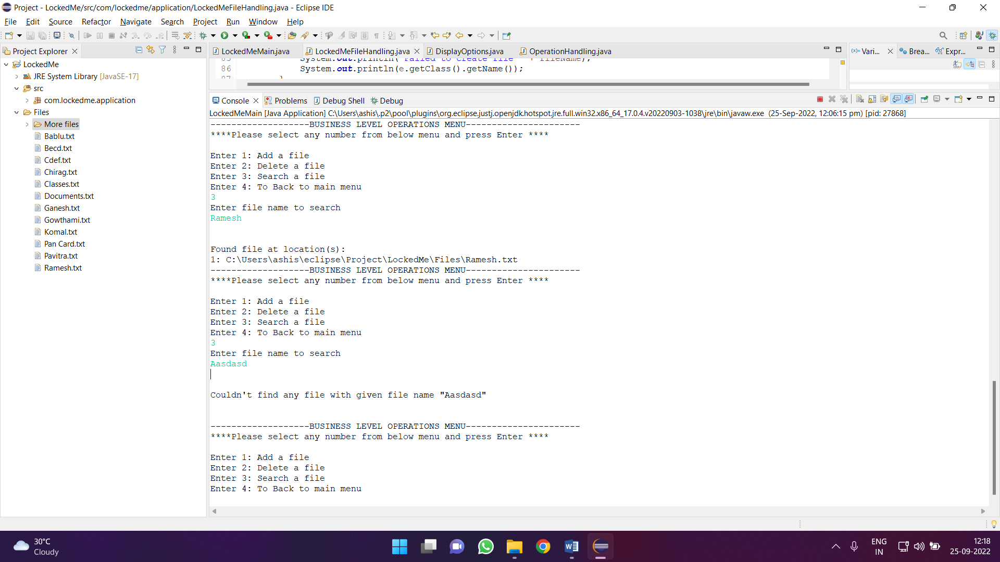 Project - LockedMe/src/com/lockedme/application/LockedMeFileHandling.java - Eclipse IDE
File Edit Source Refactor Navigate Search Project Run Window Help
Project Explorer
LockedMe
JRE System Library [JavaSE-17]
src
com.lockedme.application
Files
More files
Bablu.txt
Becd.txt
Cdef.txt
Chirag.txt
Classes.txt
Documents.txt
Ganesh.txt
Gowthami.txt
Komal.txt
Pan Card.txt
Pavitra.txt
Ramesh.txt
LockedMeMain.java LockedMeFileHandling.java DisplayOptions.java OperationHandling.java
85 System.out.println("Failed to create file " + fileName);
86 System.out.println(e.getClass().getName());
87 }
(x)= Vari... Brea... Expr...
Console Problems Debug Shell Debug
LockedMeMain [Java Application] C:\Users\ashis\.p2\pool\plugins\org.eclipse.justj.openjdk.hotspot.jre.full.win32.x86_64_17.0.4.v20220903-1038\jre\bin\javaw.exe (25-Sep-2022, 12:06:15 pm) [pid: 27868]
-------------------BUSINESS LEVEL OPERATIONS MENU----------------------
****Please select any number from below menu and press Enter ****
Enter 1: Add a file
Enter 2: Delete a file
Enter 3: Search a file
Enter 4: To Back to main menu
3
Enter file name to search
Ramesh
Found file at location(s):
1: C:\Users\ashis\eclipse\Project\LockedMe\Files\Ramesh.txt
-------------------BUSINESS LEVEL OPERATIONS MENU----------------------
****Please select any number from below menu and press Enter ****
Enter 1: Add a file
Enter 2: Delete a file
Enter 3: Search a file
Enter 4: To Back to main menu
3
Enter file name to search
Aasdasd
Couldn't find any file with given file name "Aasdasd"
-------------------BUSINESS LEVEL OPERATIONS MENU----------------------
****Please select any number from below menu and press Enter ****
Enter 1: Add a file
Enter 2: Delete a file
Enter 3: Search a file
Enter 4: To Back to main menu
30°C
Cloudy
ENG
IN
12:18
25-09-2022